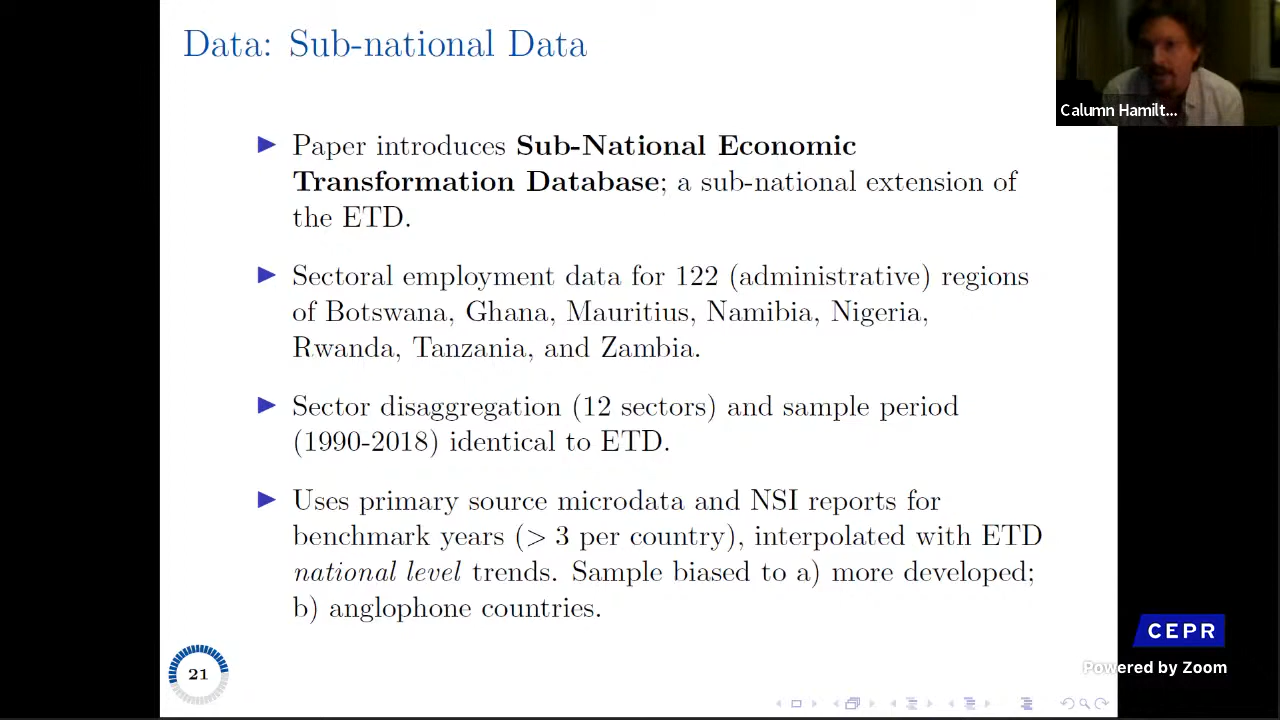 Data: Sub-national Data
Calumn Hamilt...
▶ Paper introduces Sub-National Economic
Transformation Database; a sub-national extension of
the ETD.
▶ Sectoral employment data for 122 (administrative) regions
of Botswana, Ghana, Mauritius, Namibia, Nigeria,
Rwanda, Tanzania, and Zambia.
▶ Sector disaggregation (12 sectors) and sample period
(1990-2018) identical to ETD.
▶ Uses primary source microdata and NSI reports for
benchmark years (> 3 per country), interpolated with ETD
national level trends. Sample biased to a) more developed;
b) anglophone countries.
CEPR
Powered by Zoom
21